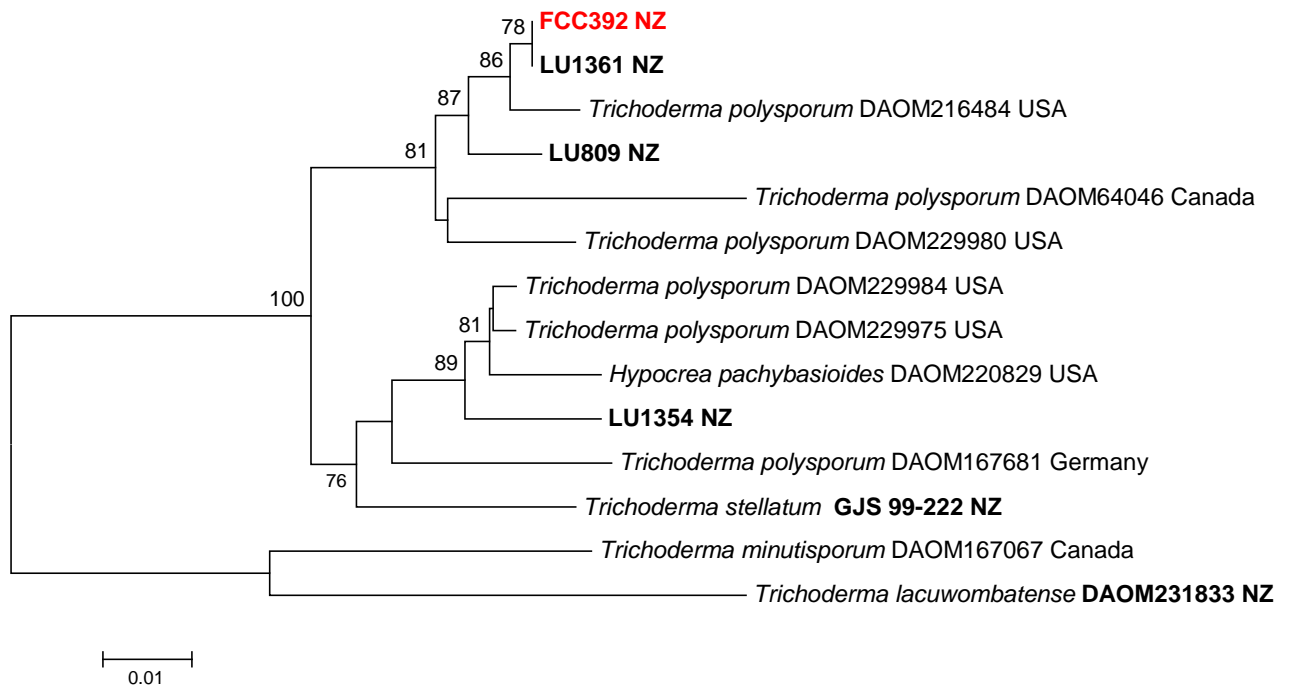 FCC392 NZ
78
LU1361 NZ
86
Trichoderma polysporum DAOM216484 USA
87
LU809 NZ
81
Trichoderma polysporum DAOM64046 Canada
Trichoderma polysporum DAOM229980 USA
Trichoderma polysporum DAOM229984 USA
100
81
Trichoderma polysporum DAOM229975 USA
89
Hypocrea pachybasioides DAOM220829 USA
LU1354 NZ
Trichoderma polysporum DAOM167681 Germany
76
Trichoderma stellatum GJS 99-222 NZ
Trichoderma minutisporum DAOM167067 Canada
Trichoderma lacuwombatense DAOM231833 NZ
0.01